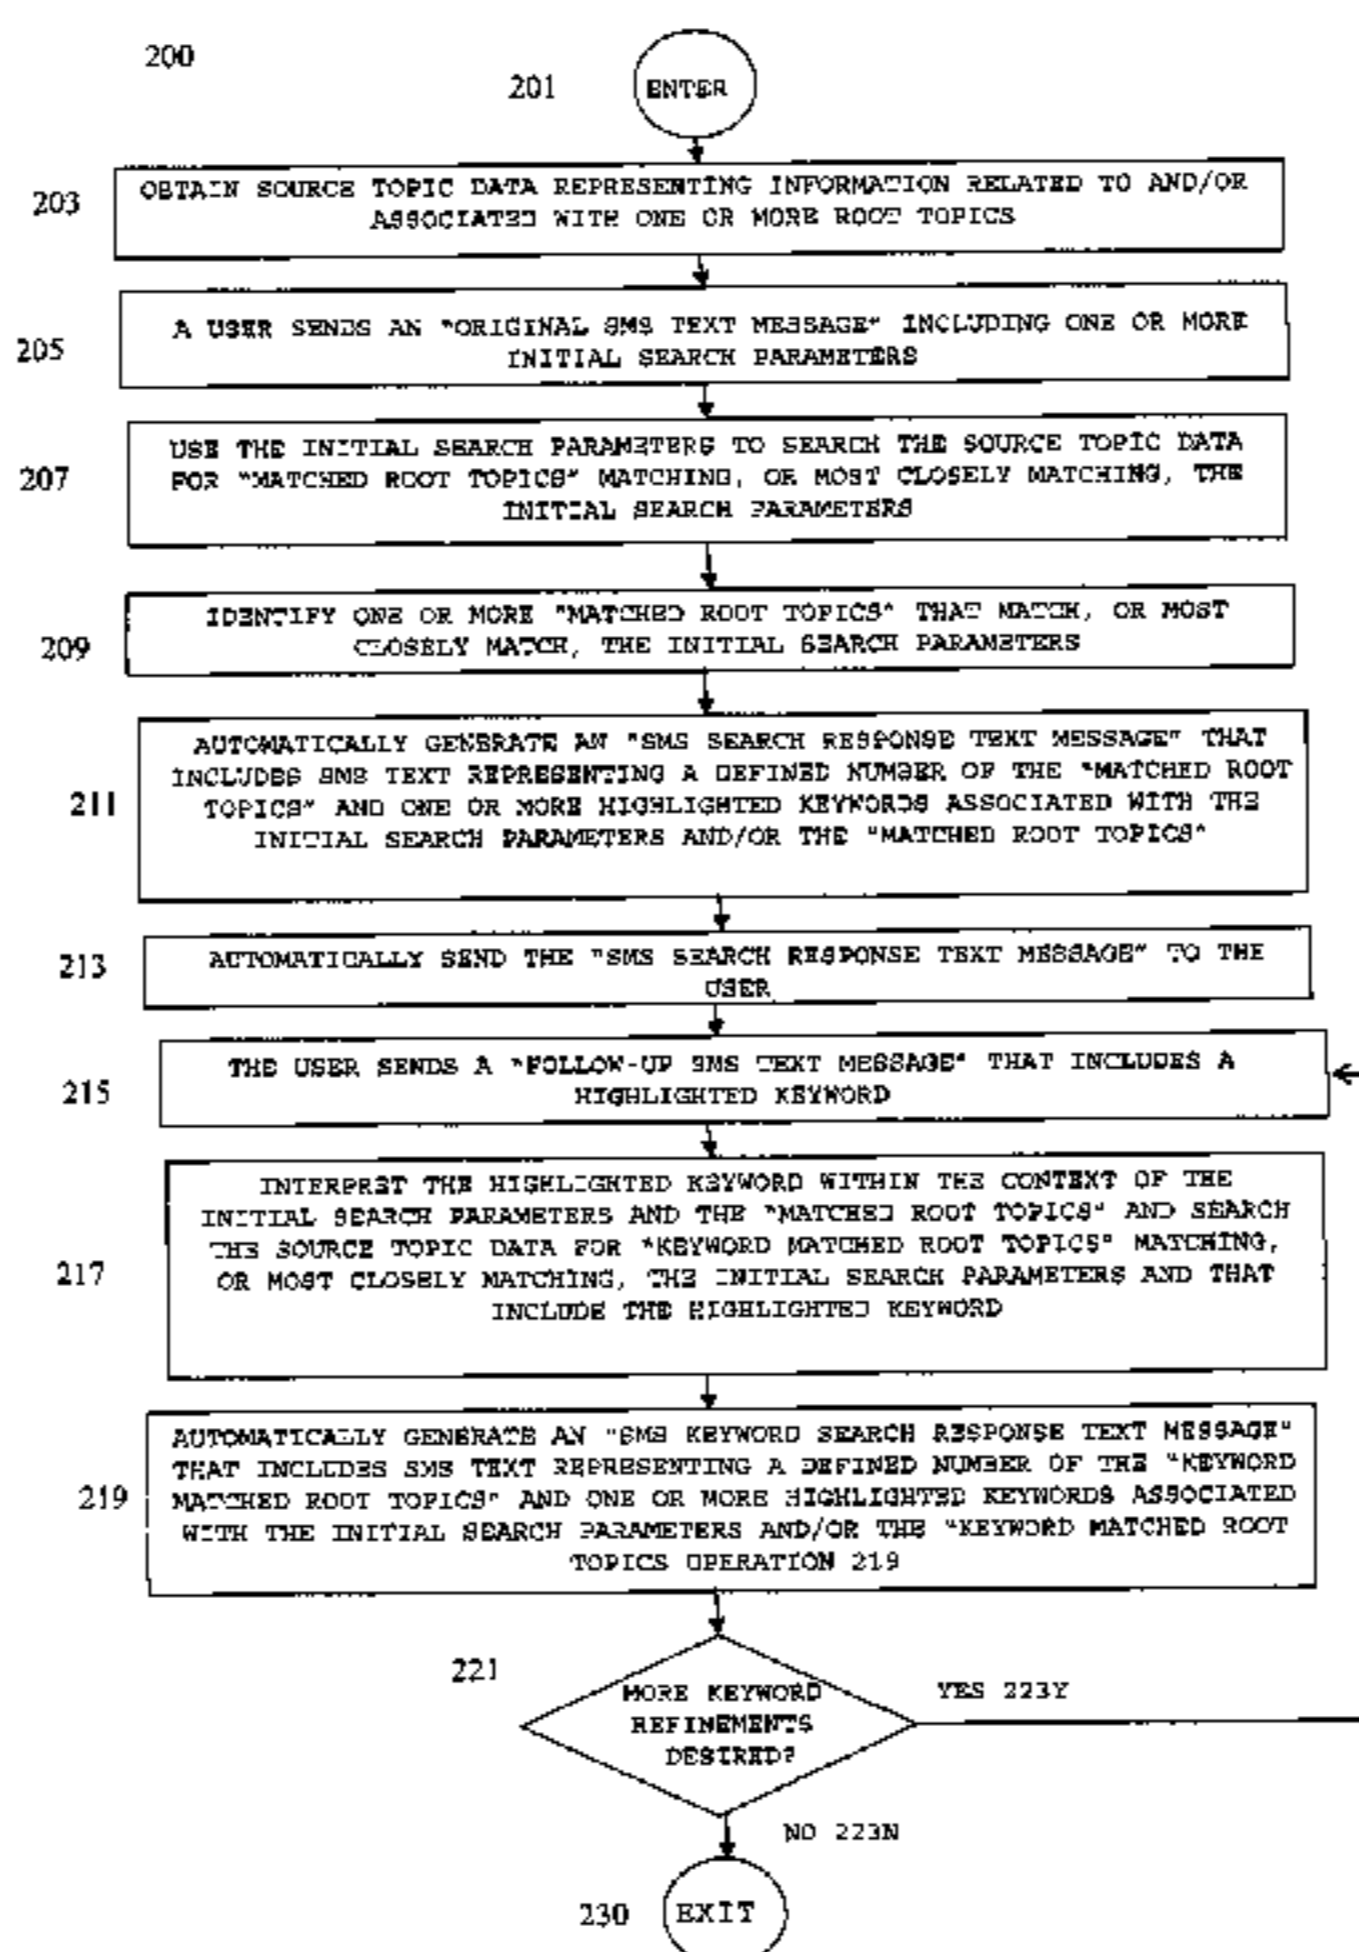 200
201
ENTER
203
OBTAIN SOURCE TOPIC DATA REPRESENTING INFORMATION RELATED TO AND/OR
ASSOCIATED WITH ONE OR MORE ROOT TOPICS
205
A USER SENDS AN "ORIGINAL SMS TEXT MESSAGE" INCLUDING ONE OR MORE
INITIAL SEARCH PARAMETERS
207
USE THE INITIAL SEARCH PARAMETERS TO SEARCH THE SOURCE TOPIC DATA
FOR "MATCHED ROOT TOPICS" MATCHING, OR MOST CLOSELY MATCHING, THE
INITIAL SEARCH PARAMETERS
209
IDENTIFY ONE OR MORE "MATCHED ROOT TOPICS" THAT MATCH, OR MOST
CLOSELY MATCH, THE INITIAL SEARCH PARAMETERS
211
AUTOMATICALLY GENERATE AN "SMS SEARCH RESPONSE TEXT MESSAGE" THAT
INCLUDES SMS TEXT REPRESENTING A DEFINED NUMBER OF THE "MATCHED ROOT
TOPICS" AND ONE OR MORE HIGHLIGHTED KEYWORDS ASSOCIATED WITH THE
INITIAL SEARCH PARAMETERS AND/OR THE "MATCHED ROOT TOPICS"
213
AUTOMATICALLY SEND THE "SMS SEARCH RESPONSE TEXT MESSAGE" TO THE
USER
215
THE USER SENDS A "FOLLOW-UP SMS TEXT MESSAGE" THAT INCLUDES A
HIGHLIGHTED KEYWORD
217
INTERPRET THE HIGHLIGHTED KEYWORD WITHIN THE CONTEXT OF THE
INITIAL SEARCH PARAMETERS AND THE "MATCHED ROOT TOPICS" AND SEARCH
THE SOURCE TOPIC DATA FOR "KEYWORD MATCHED ROOT TOPICS" MATCHING,
OR MOST CLOSELY MATCHING, THE INITIAL SEARCH PARAMETERS AND THAT
INCLUDE THE HIGHLIGHTED KEYWORD
219
AUTOMATICALLY GENERATE AN "SMS KEYWORD SEARCH RESPONSE TEXT MESSAGE"
THAT INCLUDES SMS TEXT REPRESENTING A DEFINED NUMBER OF THE "KEYWORD
MATCHED ROOT TOPICS" AND ONE OR MORE HIGHLIGHTED KEYWORDS ASSOCIATED
WITH THE INITIAL SEARCH PARAMETERS AND/OR THE "KEYWORD MATCHED ROOT
TOPICS OPERATION 219
221
MORE KEYWORD
REFINEMENTS
DESIRED?
YES 223Y
NO 223N
230
EXIT